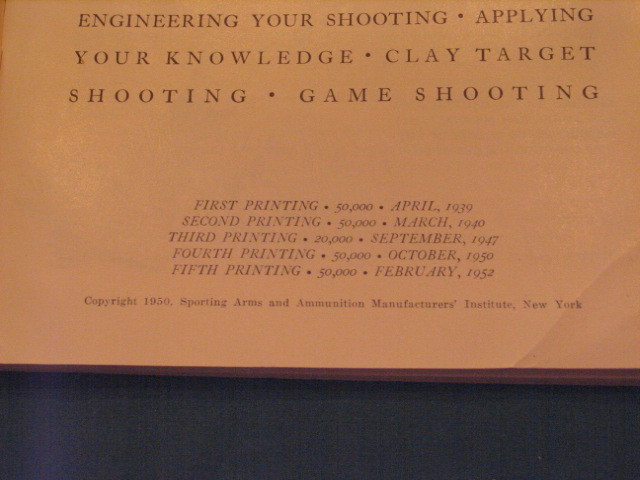 ENGINEERING YOUR SHOOTING • APPLYING
YOUR KNOWLEDGE • CLAY TARGET
SHOOTING • GAME SHOOTING
FIRST PRINTING • 50,000 • APRIL, 1939
SECOND PRINTING • 50,000 • MARCH, 1940
THIRD PRINTING • 20,000 • SEPTEMBER, 1947
FOURTH PRINTING • 50,000 • OCTOBER, 1950
FIFTH PRINTING • 50,000 • FEBRUARY, 1952
Copyright 1950, Sporting Arms and Ammunition Manufacturers' Institute, New York